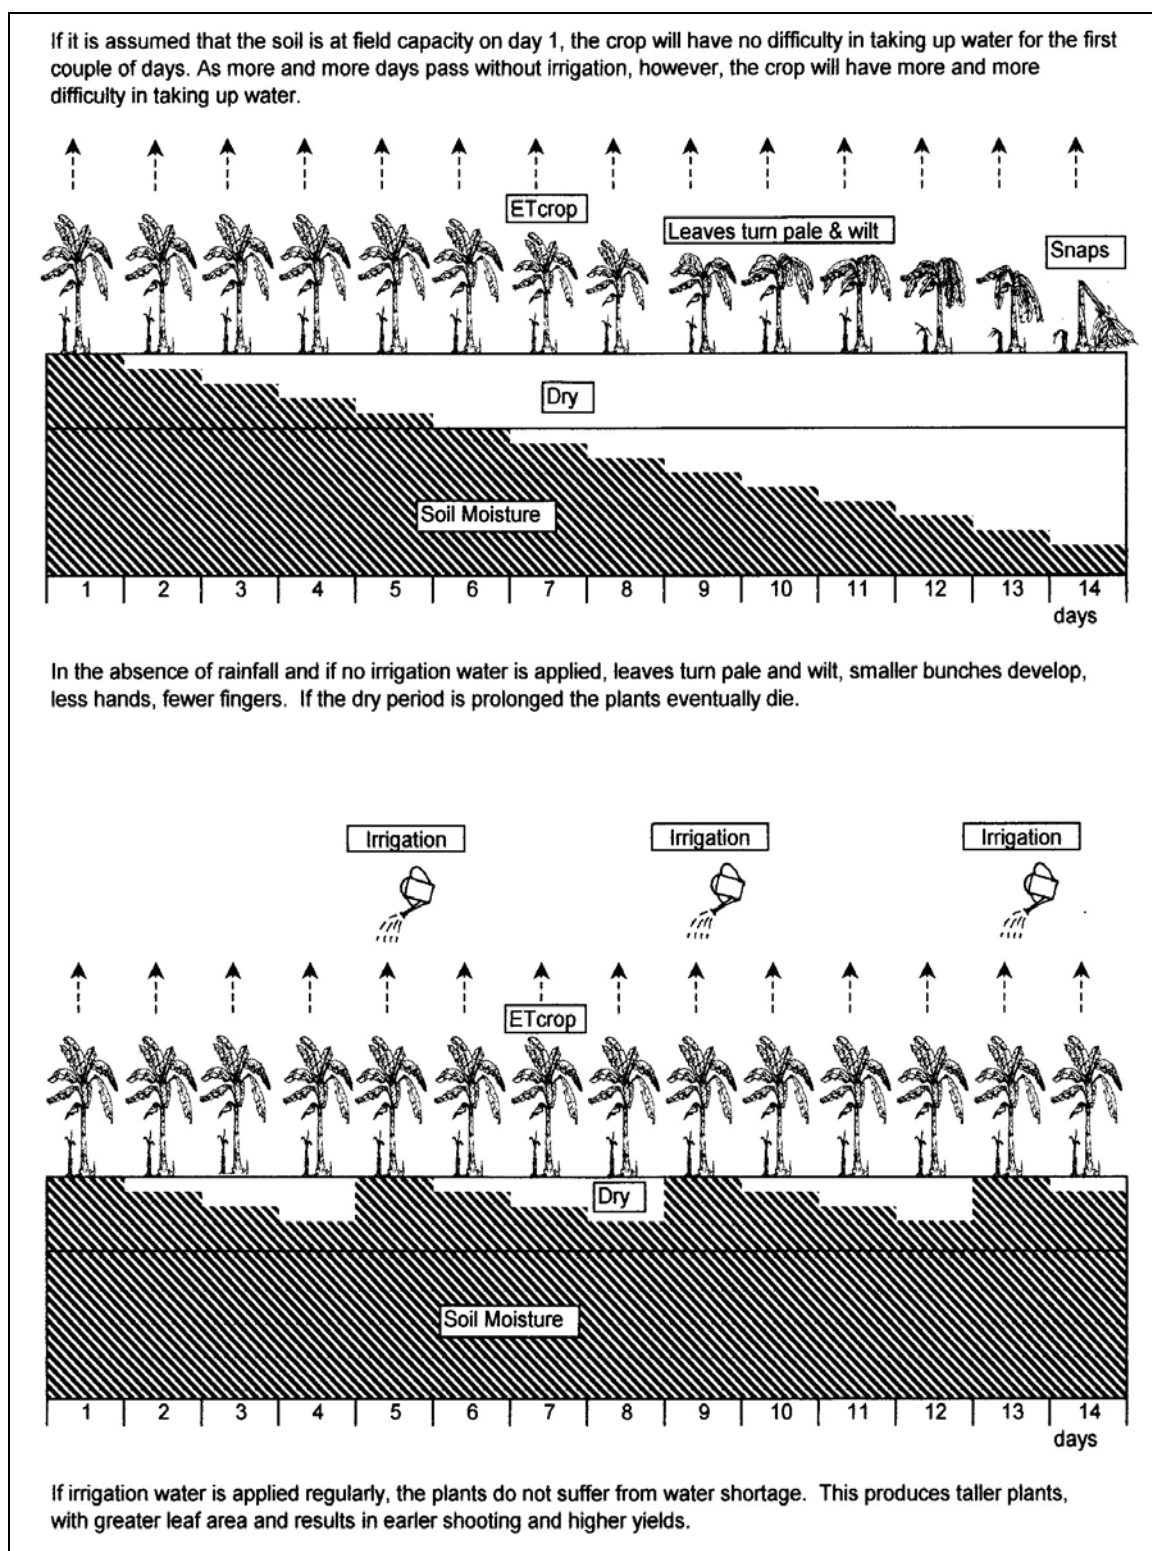 If it is assumed that the soil is at field capacity on day 1, the crop will have no difficulty in taking up water for the first
couple of days. As more and more days pass without irrigation, however, the crop will have more and more
difficulty in taking up water.
ETcrop
Leaves turn pale & wilt
Snaps
Dry
Soil Moisture
1 2 3 4 5 6 7 8 9 10 11 12 13 14
days
In the absence of rainfall and if no irrigation water is applied, leaves turn pale and wilt, smaller bunches develop,
less hands, fewer fingers. If the dry period is prolonged the plants eventually die.
Irrigation Irrigation Irrigation
ETcrop
Dry
Soil Moisture
1 2 3 4 5 6 7 8 9 10 11 12 13 14
days
If irrigation water is applied regularly, the plants do not suffer from water shortage. This produces taller plants,
with greater leaf area and results in earler shooting and higher yields.